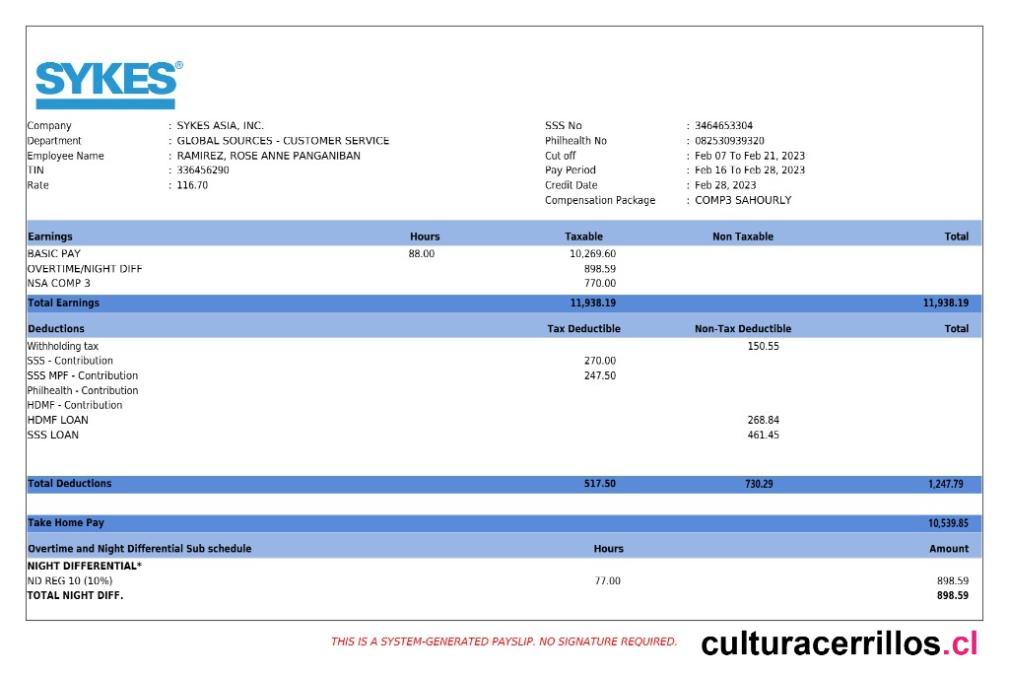 SYKES®
Company : SYKES ASIA, INC. SSS No : 3464653304
Department : GLOBAL SOURCES - CUSTOMER SERVICE Philhealth No : 082530939320
Employee Name : RAMIREZ, ROSE ANNE PANGANIBAN Cut off : Feb 07 To Feb 21, 2023
TIN : 336456290 Pay Period : Feb 16 To Feb 28, 2023
Rate : 116.70 Credit Date : Feb 28, 2023
Compensation Package : COMP3 SAHOURLY
Earnings Hours Taxable Non Taxable Total
BASIC PAY 88.00 10,269.60
OVERTIME/NIGHT DIFF 898.59
NSA COMP 3 770.00
Total Earnings 11,938.19 11,938.19
Deductions Tax Deductible Non-Tax Deductible Total
Withholding tax 150.55
SSS - Contribution 270.00
SSS MPF - Contribution 247.50
Philhealth - Contribution
HDMF - Contribution
HDMF LOAN 268.84
SSS LOAN 461.45
Total Deductions 517.50 730.29 1,247.79
Take Home Pay 10,539.85
Overtime and Night Differential Sub schedule Hours Amount
NIGHT DIFFERENTIAL*
ND REG 10 (10%) 77.00 898.59
TOTAL NIGHT DIFF. 898.59
THIS IS A SYSTEM-GENERATED PAYSLIP. NO SIGNATURE REQUIRED.
culturacerrillos.cl